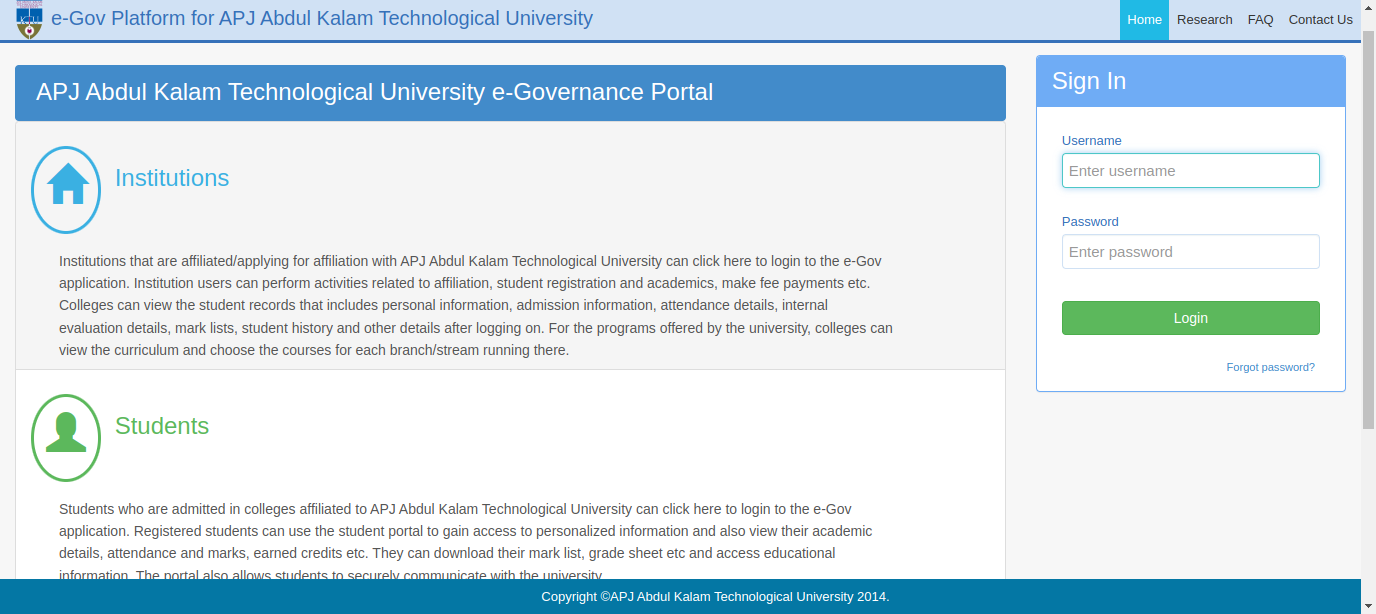 e-Gov Platform for APJ Abdul Kalam Technological University
Home Research FAQ Contact Us
APJ Abdul Kalam Technological University e-Governance Portal
Institutions
Institutions that are affiliated/applying for affiliation with APJ Abdul Kalam Technological University can click here to login to the e-Gov
application. Institution users can perform activities related to affiliation, student registration and academics, make fee payments etc.
Colleges can view the student records that includes personal information, admission information, attendance details, internal
evaluation details, mark lists, student history and other details after logging on. For the programs offered by the university, colleges can
view the curriculum and choose the courses for each branch/stream running there.
Students
Students who are admitted in colleges affiliated to APJ Abdul Kalam Technological University can click here to login to the e-Gov
application. Registered students can use the student portal to gain access to personalized information and also view their academic
details, attendance and marks, earned credits etc. They can download their mark list, grade sheet etc and access educational
information. The portal also allows students to securely communicate with the university.
Sign In
Username
Enter username
Password
Enter password
Login
Forgot password?
Copyright ©APJ Abdul Kalam Technological University 2014.